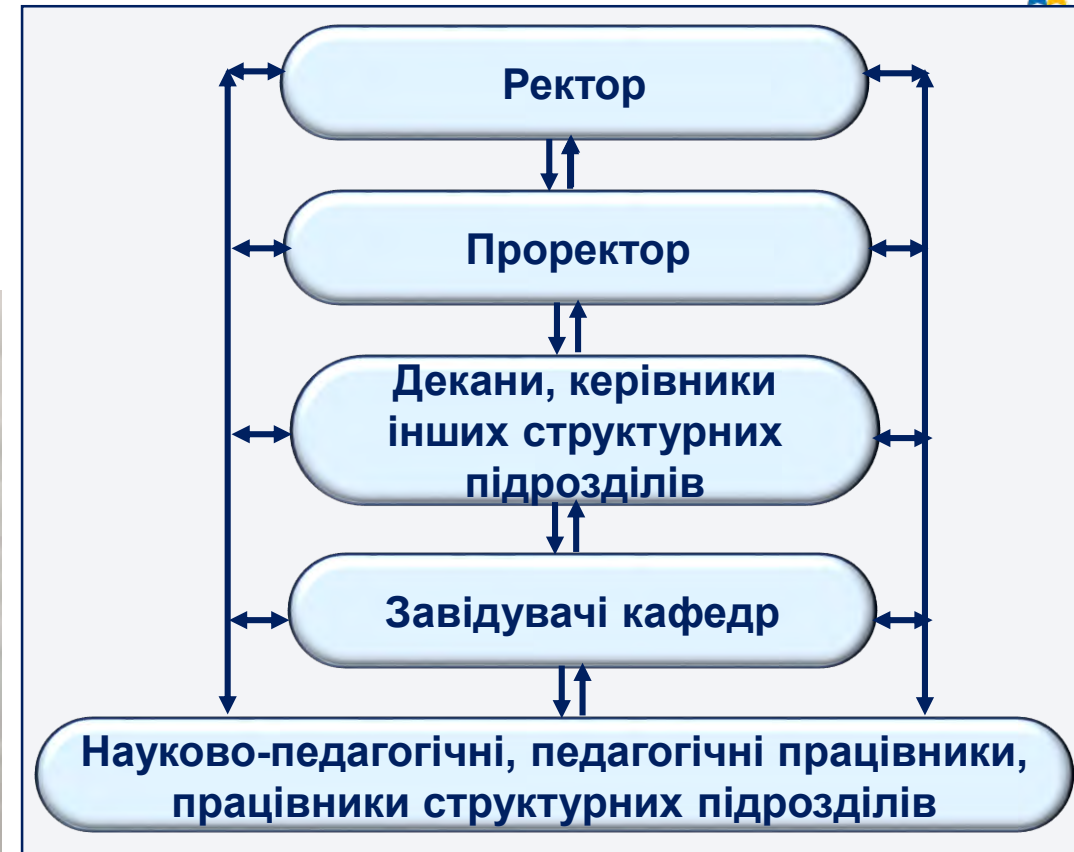 Ректор
Проректор
Декани, керівники
інших структурних
підрозділів
Завідувачі кафедр
Науково-педагогічні, педагогічні працівники,
працівники структурних підрозділів